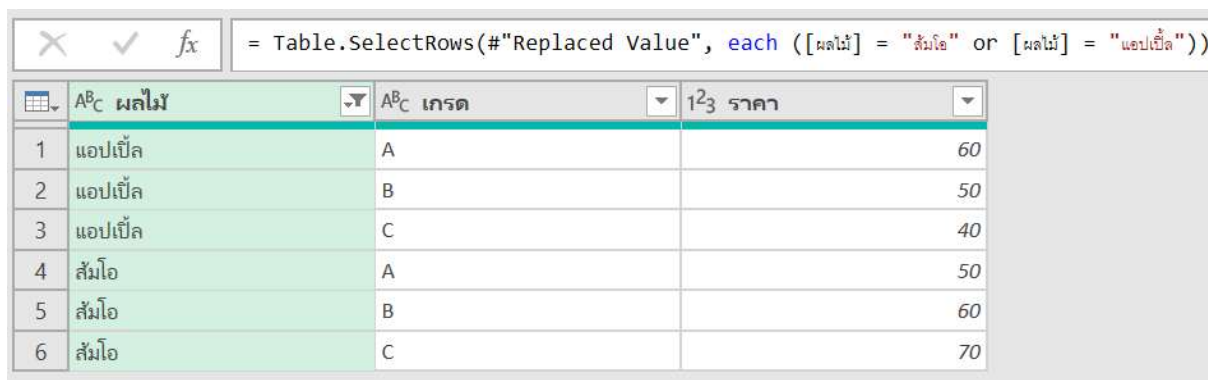 fx = Table.SelectRows(#"Replaced Value", each ([ผลไม้] = "ส้มโอ" or [ผลไม้] = "แอปเปิ้ล"))
ABC ผลไม้ ABC เกรด 123 ราคา
1 แอปเปิ้ล A 60
2 แอปเปิ้ล B 50
3 แอปเปิ้ล C 40
4 ส้มโอ A 50
5 ส้มโอ B 60
6 ส้มโอ C 70